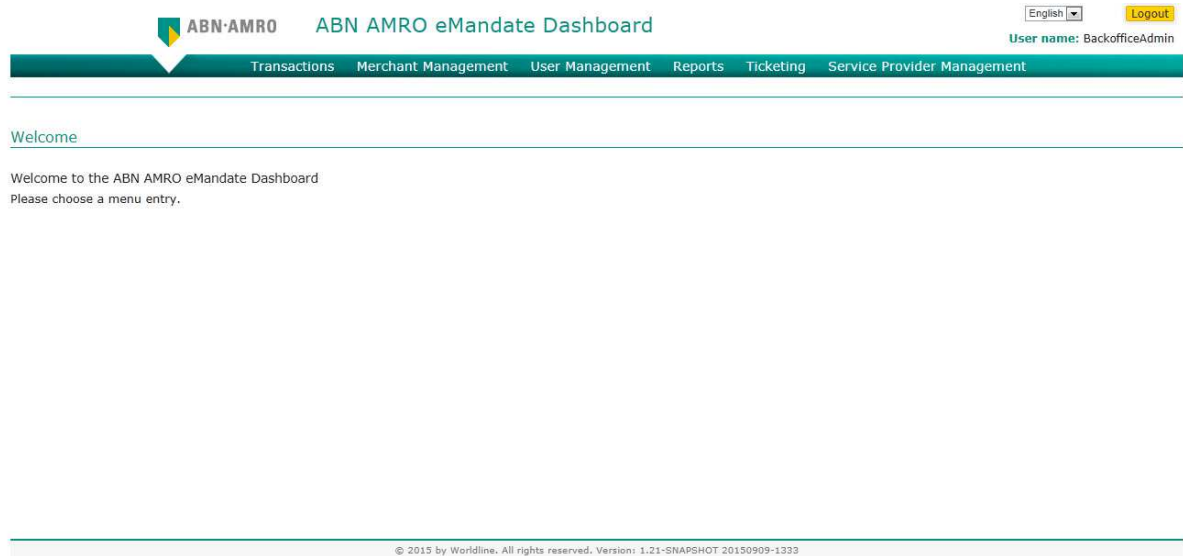 ABN·AMRO
ABN AMRO eMandate Dashboard
English
Logout
User name: BackofficeAdmin
Transactions Merchant Management User Management Reports Ticketing Service Provider Management
Welcome
Welcome to the ABN AMRO eMandate Dashboard
Please choose a menu entry.
© 2015 by Worldline. All rights reserved. Version: 1.21-SNAPSHOT 20150909-1333